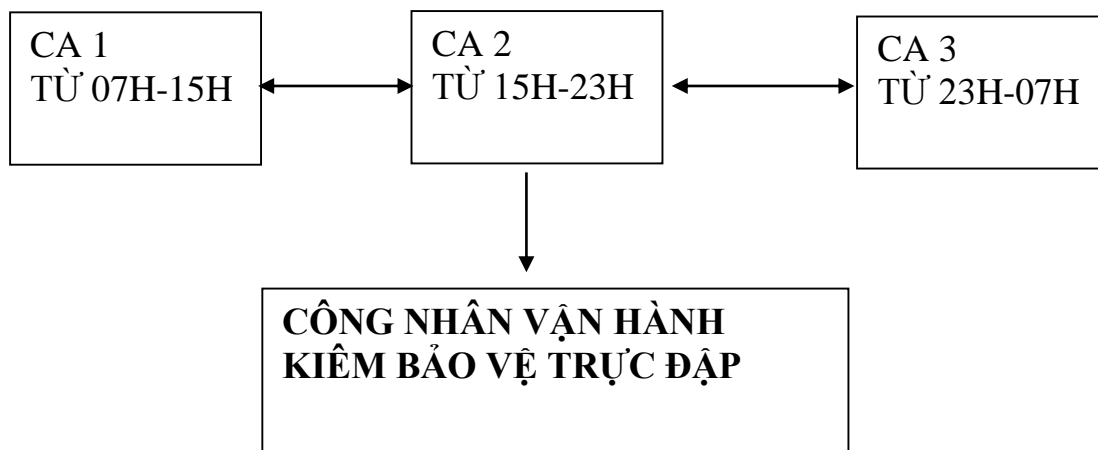 CA 1
TỪ 07H-15H
CA 2
TỪ 15H-23H
CA 3
TỪ 23H-07H
CÔNG NHÂN VẬN HÀNH
KIÊM BẢO VỆ TRỰC ĐẬP